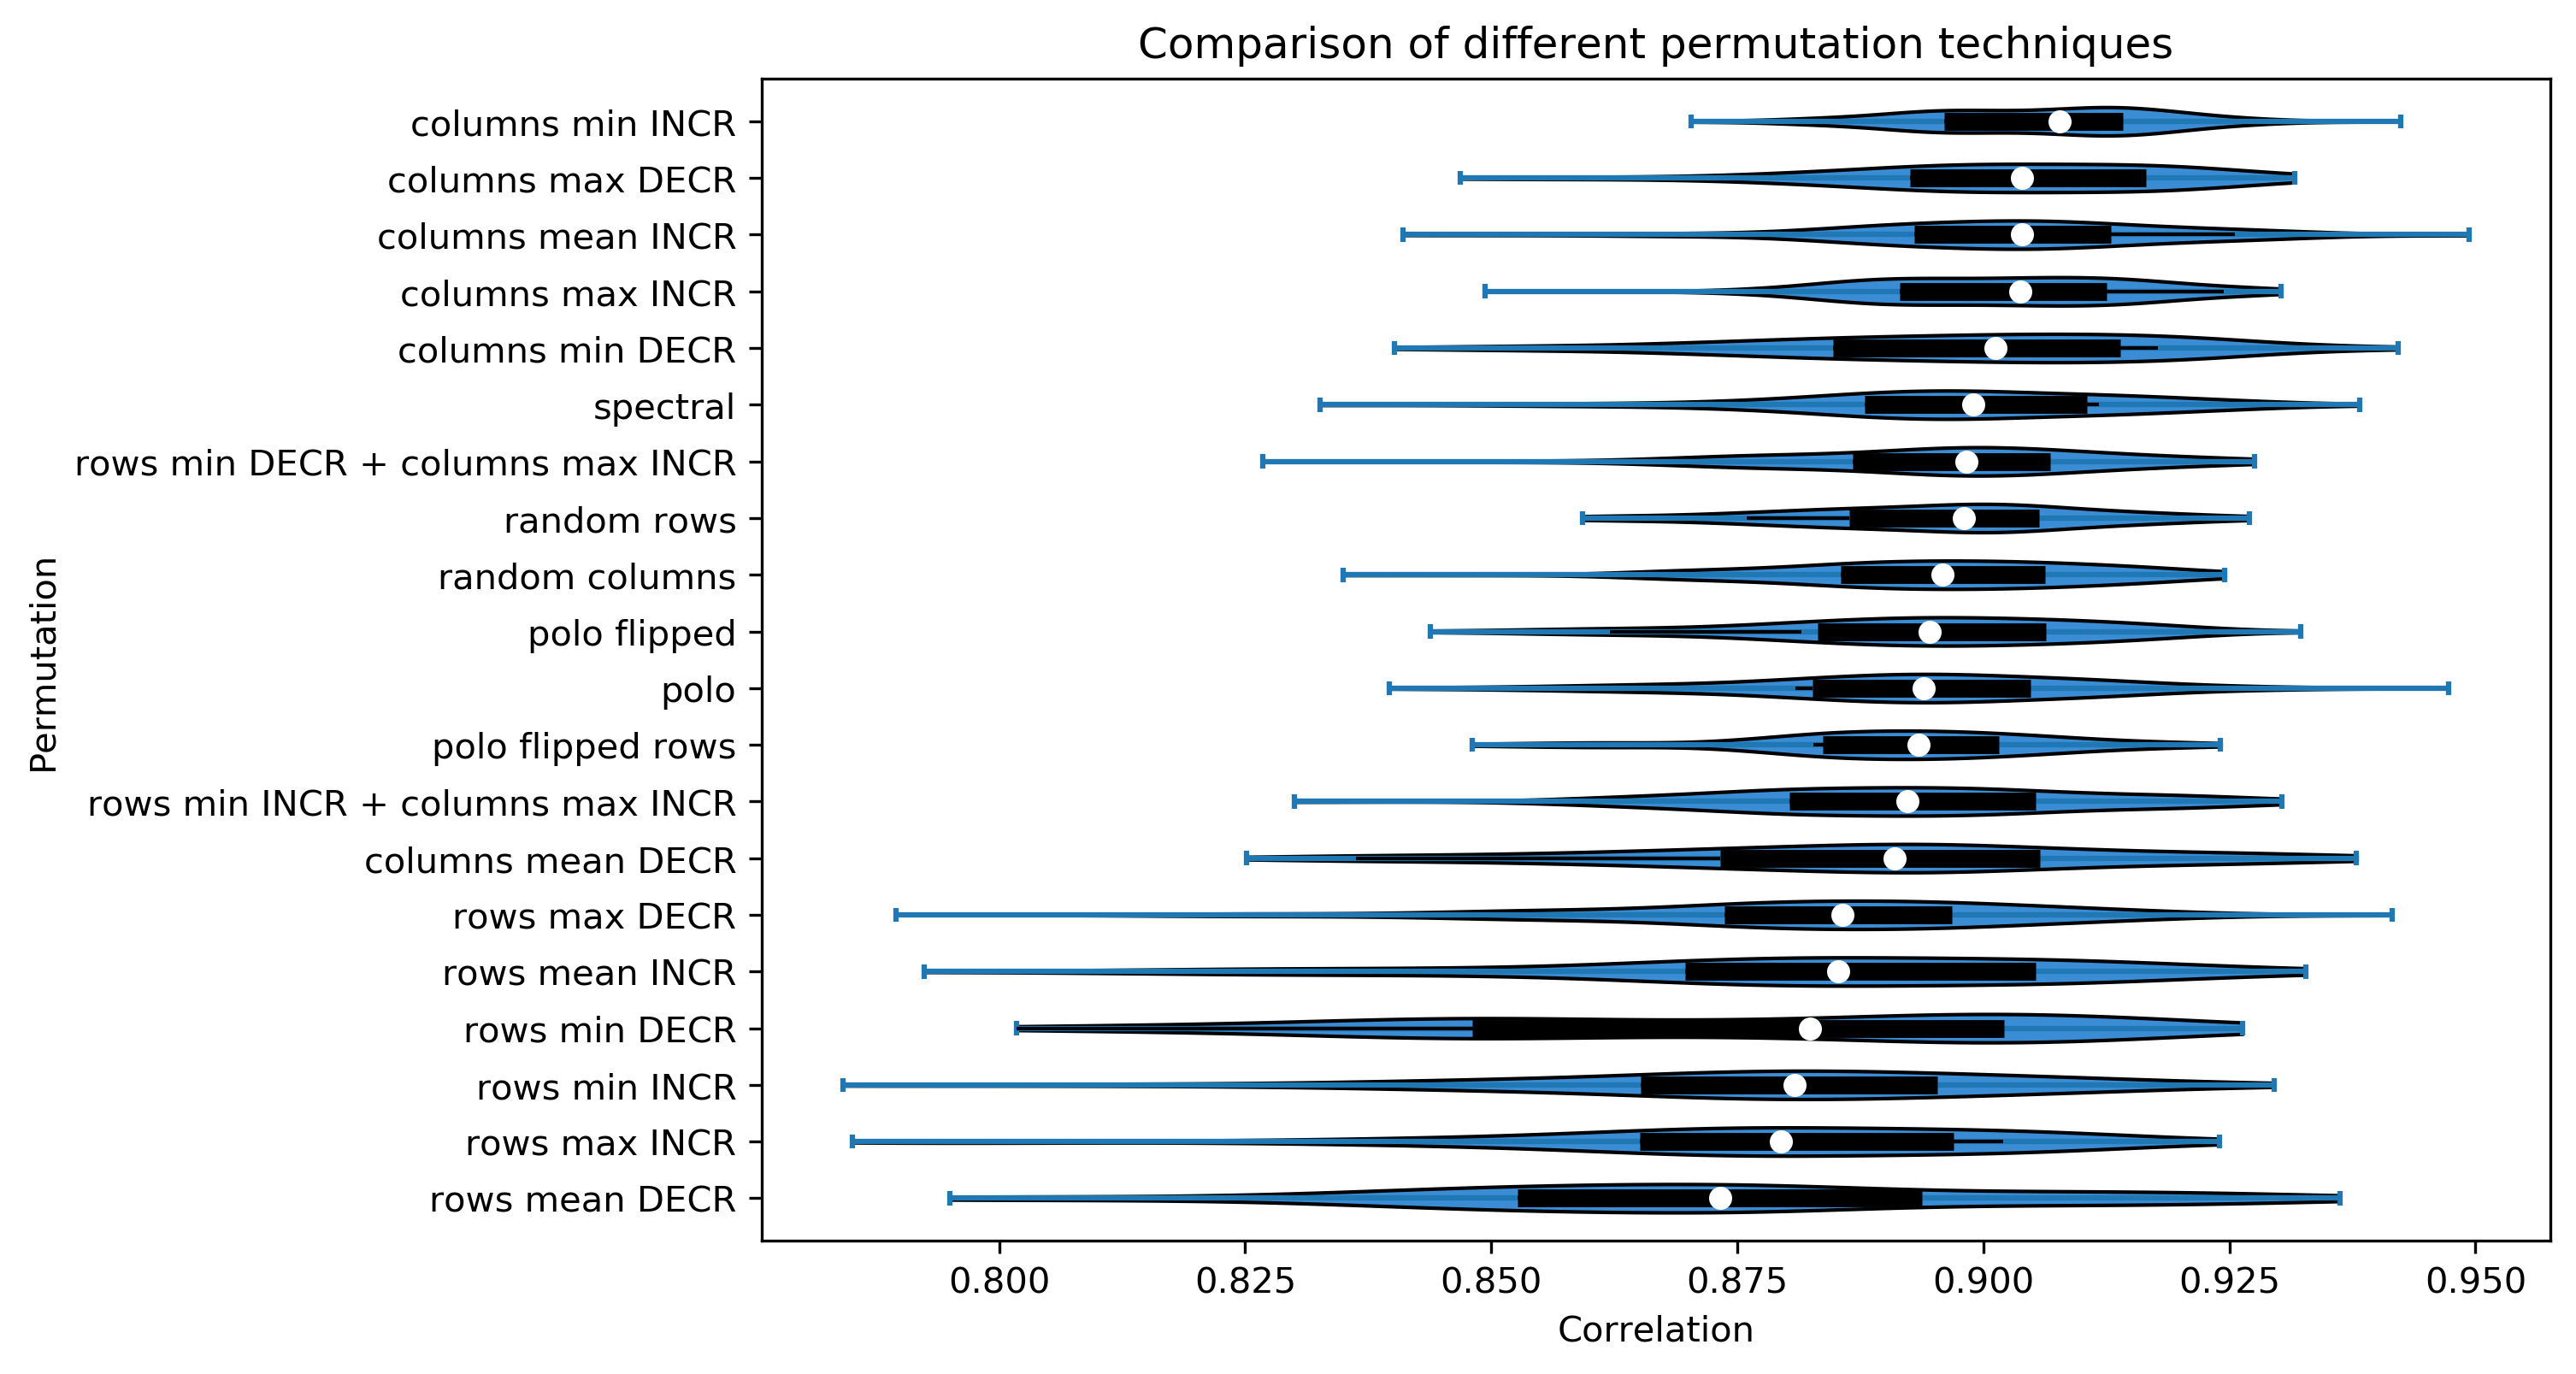 Comparison of different permutation techniques
columns min INCR
columns max DECR
columns mean INCR
columns max INCR
columns min DECR
spectral
rows min DECR + columns max INCR
random rows
random columns
polo flipped
polo
polo flipped rows
rows min INCR + columns max INCR
columns mean DECR
rows max DECR
rows mean INCR
rows min DECR
rows min INCR
rows max INCR
rows mean DECR
Permutation
0.800 0.825 0.850 0.875 0.900 0.925 0.950
Correlation